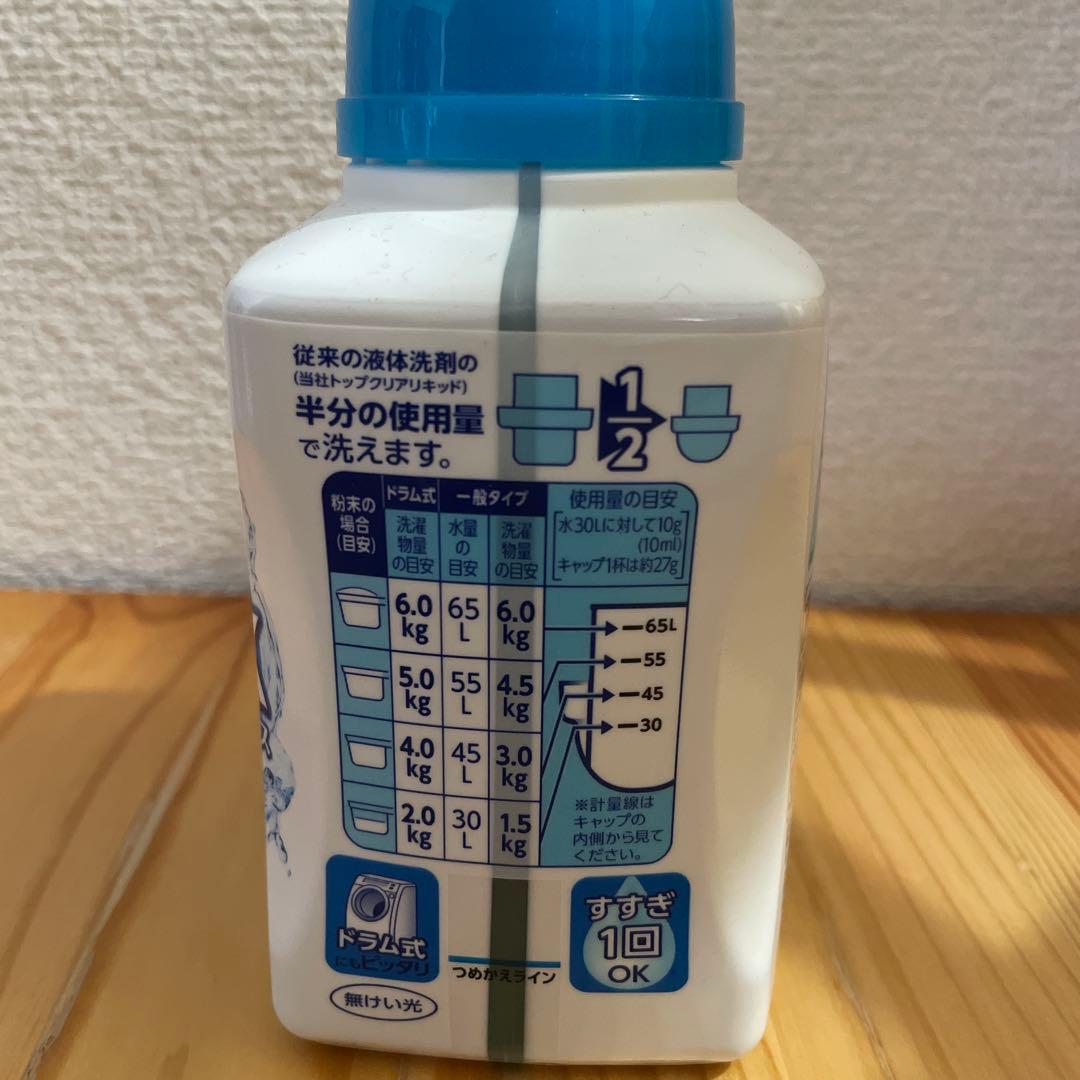 従来の液体洗剤の
(当社トップクリアリキッド)
半分の使用量
で洗えます。
1
2
粉末の
場合
(目安)
ドラム式
一般タイプ
使用量の目安
洗濯
物量
の目安
水量
の
目安
洗濯
物量
の目安
水30Lに対して10g
(10ml)
キャップ1杯は約27g
6.0
kg
65
L
6.0
kg
5.0
kg
55
L
4.5
kg
4.0
kg
45
L
3.0
kg
2.0
kg
30
L
1.5
kg
65L
55
45
30
※計量線は
キャップの
内側から見て
ください。
ドラム式
にもピッタリ
つめかえライン
すすぎ
1回
OK
無けい光